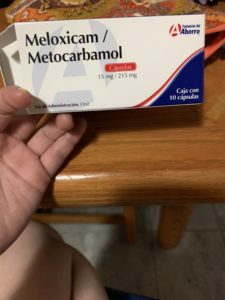 Meloxicam /
Metocarbamol
Cápsulas
15 mg / 215 mg
Vía de Administración: Oral
Farmacias del
Ahorro
Caja con
10 cápsulas